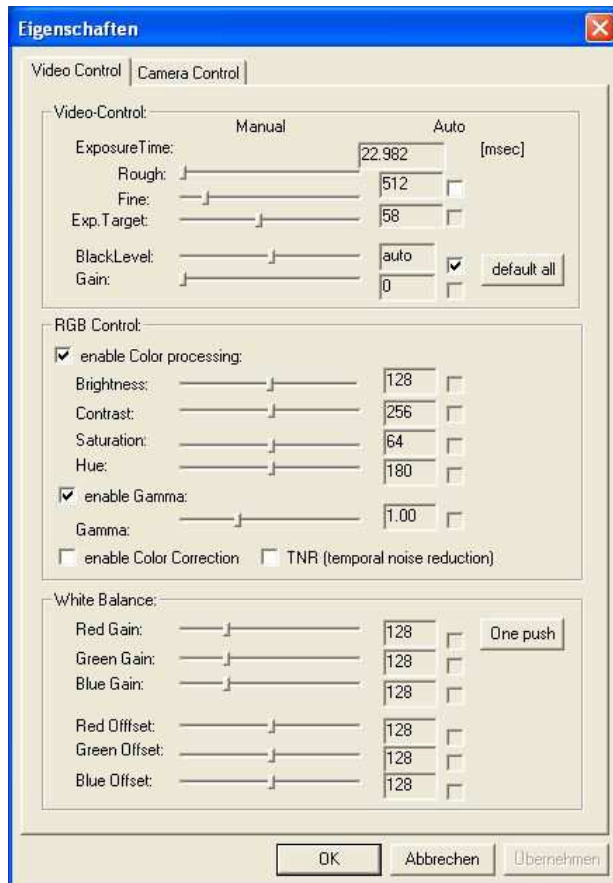 Eigenschaften
Video Control Camera Control
Video-Control:
Manual Auto
ExposureTime: 22.982 [msec]
Rough: 512
Fine:
Exp.Target: 58
BlackLevel: auto default all
Gain: 0
RGB Control:
enable Color processing:
Brightness: 128
Contrast: 256
Saturation: 64
Hue: 180
enable Gamma:
Gamma: 1.00
enable Color Correction TNR (temporal noise reduction)
White Balance:
Red Gain: 128 One push
Green Gain: 128
Blue Gain: 128
Red Offfset: 128
Green Offset: 128
Blue Offset: 128
OK Abbrechen Übernehmen